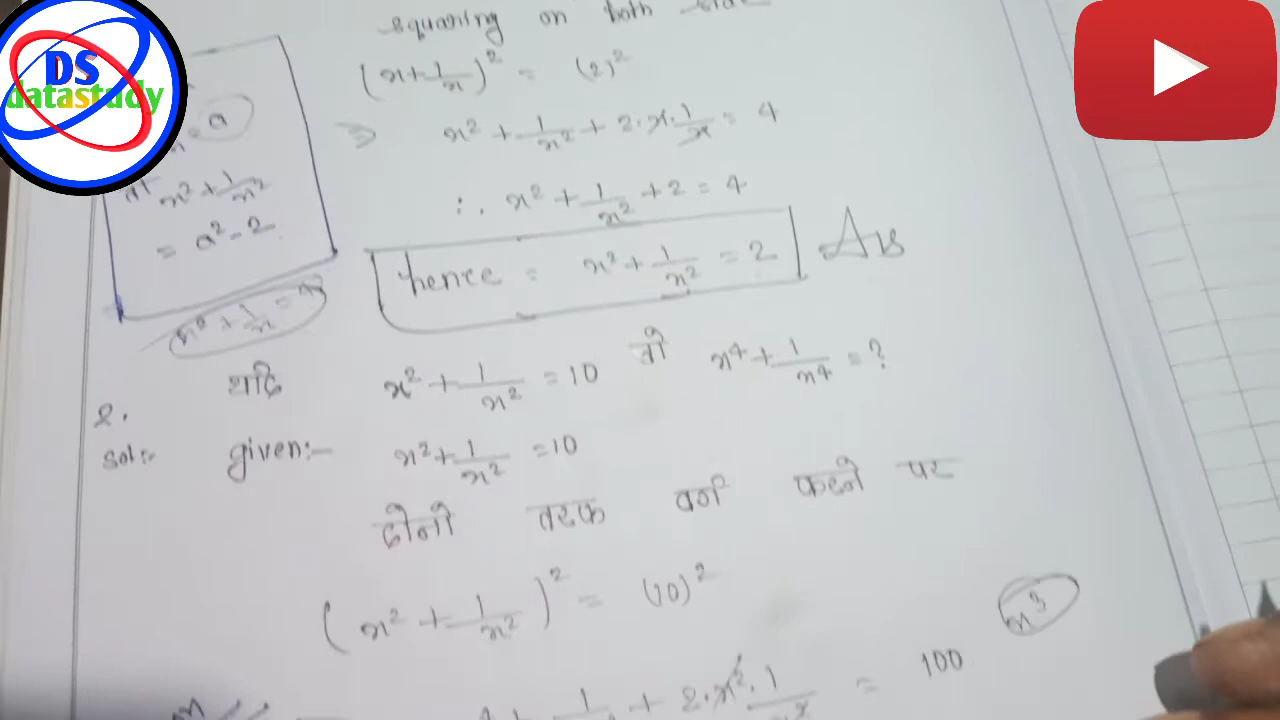 squaring on both side
DS
datastudy
(x + 1/x)² = (2)²
a
⇒ x² + 1/x² + 2·x·1/x = 4
x² + 1/x²
= a² - 2
∴ x² + 1/x² + 2 = 4
hence = x² + 1/x² = 2 Ans
2. यदि x² + 1/x² = 10 तो x⁴ + 1/x⁴ = ?
Sol:- given:- x² + 1/x² = 10
दोनो तरफ वर्ग करने पर
(x² + 1/x²)² = (10)²
x³
1 + 2·x²·1/x² = 100